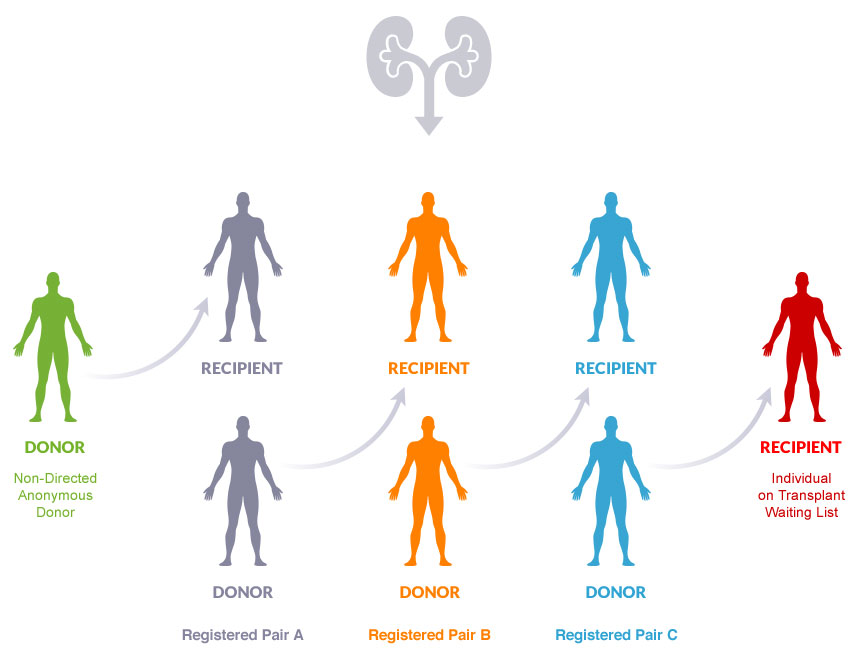 RECIPIENT
RECIPIENT
RECIPIENT
DONOR
Non-Directed
Anonymous
Donor
RECIPIENT
Individual
on Transplant
Waiting List
DONOR
DONOR
DONOR
Registered Pair A
Registered Pair B
Registered Pair C